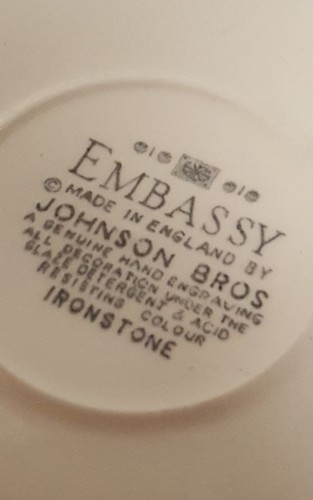 EMBASSY
© MADE IN ENGLAND BY
JOHNSON BROS
A GENUINE HAND ENGRAVING
ALL DECORATION UNDER THE
GLAZE DETERGENT & ACID
RESISTING COLOUR
IRONSTONE